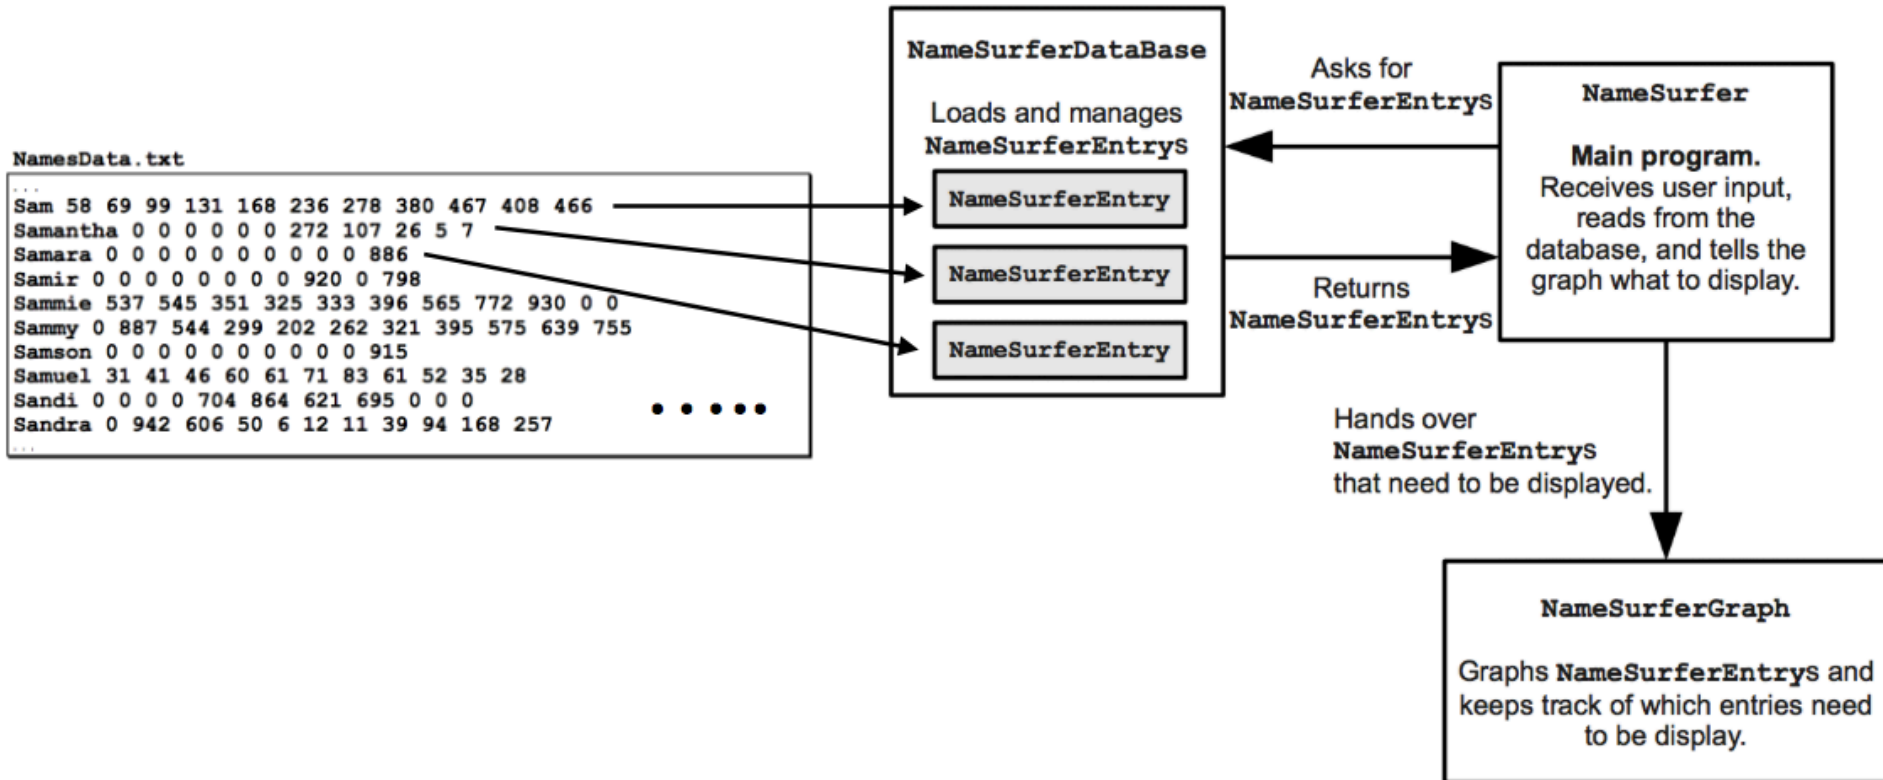 NamesData.txt
...
Sam 58 69 99 131 168 236 278 380 467 408 466
Samantha 0 0 0 0 0 0 272 107 26 5 7
Samara 0 0 0 0 0 0 0 0 0 0 886
Samir 0 0 0 0 0 0 0 0 920 0 798
Sammie 537 545 351 325 333 396 565 772 930 0 0
Sammy 0 887 544 299 202 262 321 395 575 639 755
Samson 0 0 0 0 0 0 0 0 0 0 915
Samuel 31 41 46 60 61 71 83 61 52 35 28
Sandi 0 0 0 0 704 864 621 695 0 0 0
Sandra 0 942 606 50 6 12 11 39 94 168 257
...
NameSurferDataBase
Loads and manages
NameSurferEntrys
NameSurferEntry
NameSurferEntry
NameSurferEntry
Asks for
NameSurferEntrys
Returns
NameSurferEntrys
NameSurfer
Main program.
Receives user input,
reads from the
database, and tells the
graph what to display.
Hands over
NameSurferEntrys
that need to be displayed.
NameSurferGraph
Graphs NameSurferEntrys and
keeps track of which entries need
to be display.